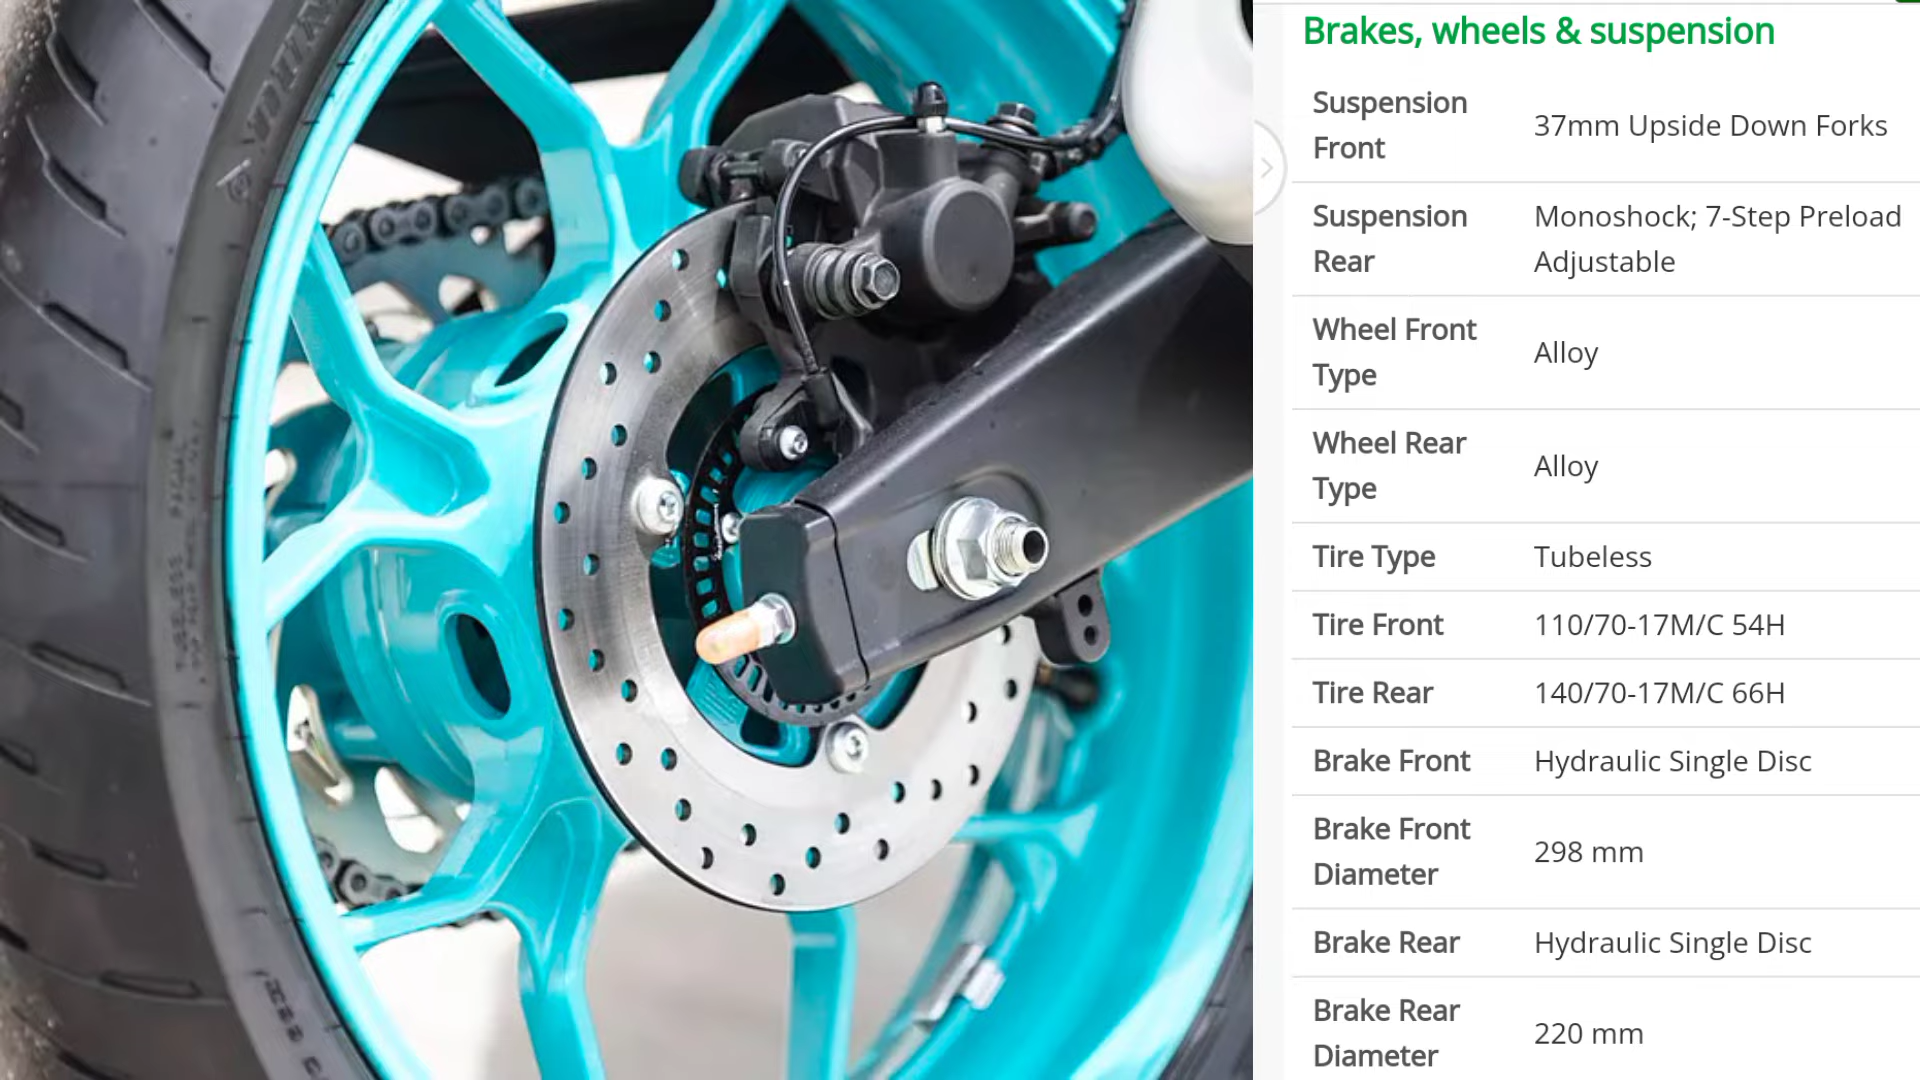 TUBELESS RADIAL
Brakes, wheels & suspension
Suspension Front
37mm Upside Down Forks
Suspension Rear
Monoshock; 7-Step Preload Adjustable
Wheel Front Type
Alloy
Wheel Rear Type
Alloy
Tire Type
Tubeless
Tire Front
110/70-17M/C 54H
Tire Rear
140/70-17M/C 66H
Brake Front
Hydraulic Single Disc
Brake Front Diameter
298 mm
Brake Rear
Hydraulic Single Disc
Brake Rear Diameter
220 mm